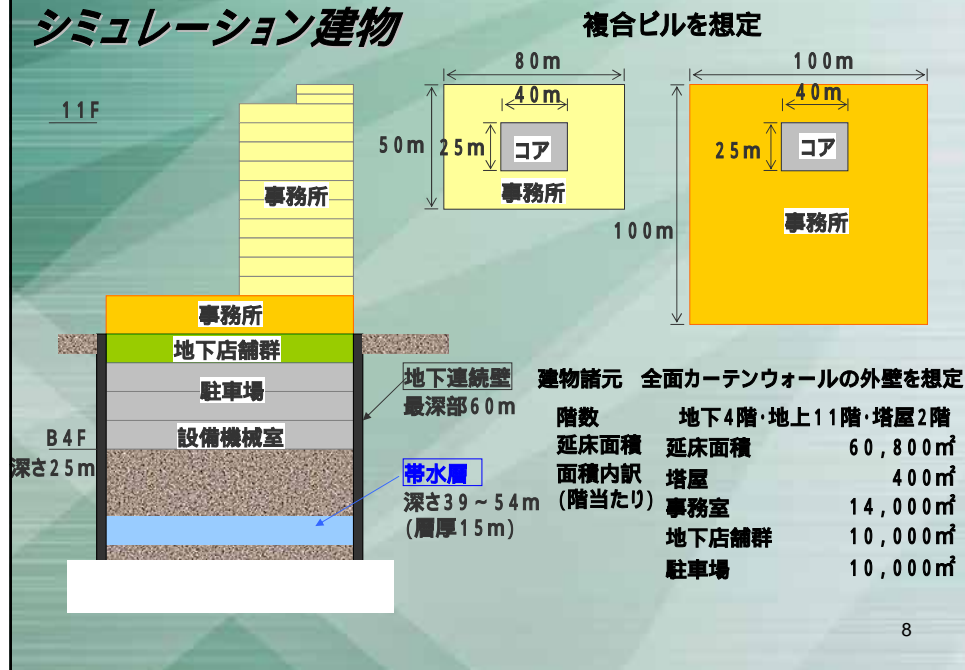 シミュレーション建物
複合ビルを想定
11F
事務所
事務所
地下店舗群
駐車場
設備機械室
B4F
深さ25m
地下連続壁
最深部60m
帯水層
深さ39~54m
(層厚15m)
80m
40m
50m
25m
コア
事務所
100m
40m
25m
コア
100m
事務所
建物諸元 全面カーテンウォールの外壁を想定
階数 地下4階・地上11階・塔屋2階
延床面積 延床面積 60,800㎡
面積内訳 塔屋 400㎡
(階当たり) 事務室 14,000㎡
地下店舗群 10,000㎡
駐車場 10,000㎡
8